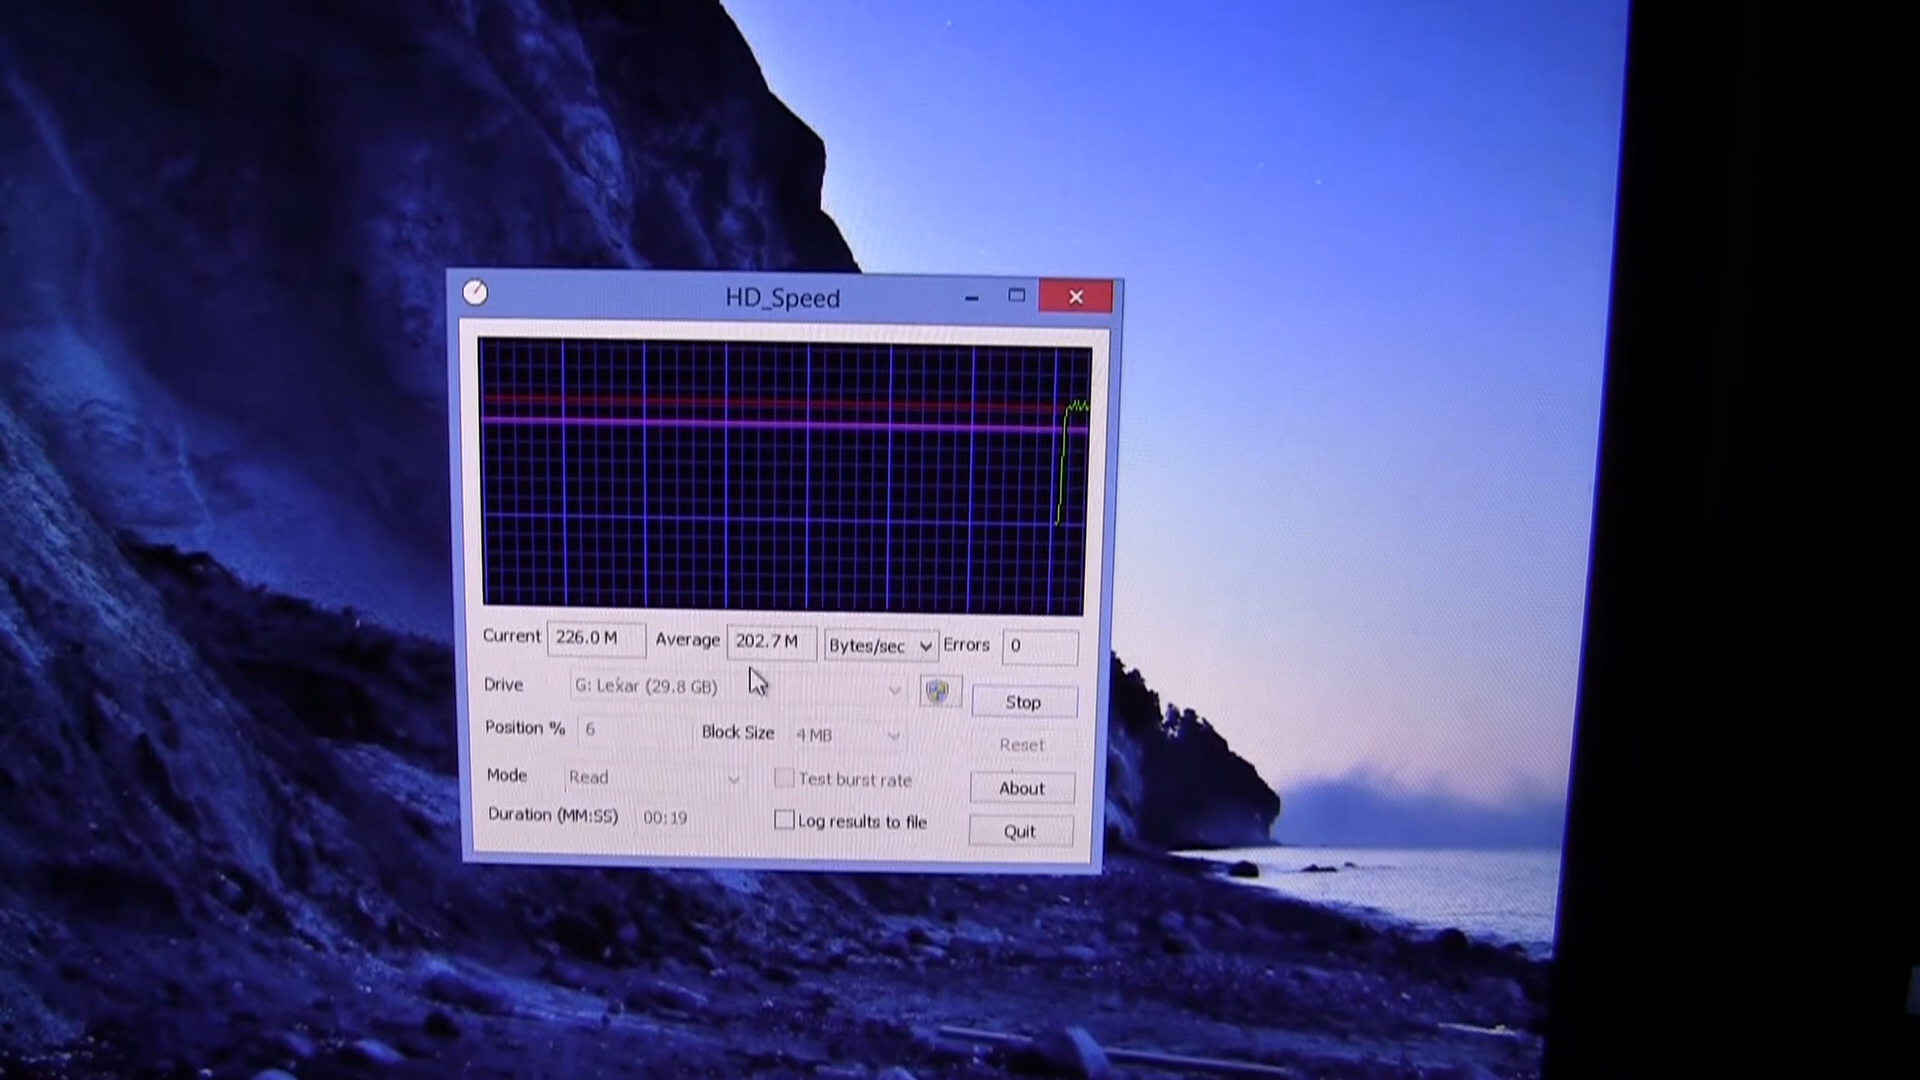 HD_Speed
Current 226.0 M Average 202.7 M Bytes/sec Errors 0
Drive G: Lexar (29.8 GB) Stop
Position % 6 Block Size 4 MB Reset
Mode Read Test burst rate About
Duration (MM:SS) 00:19 Log results to file Quit